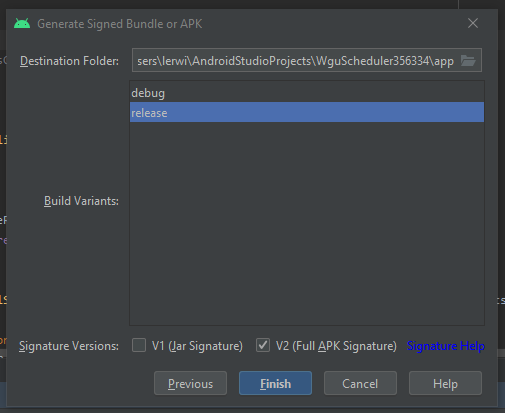 Generate Signed Bundle or APK
Destination Folder: sers\lerwi\AndroidStudioProjects\WguScheduler356334\app
debug
release
Build Variants:
Signature Versions: V1 (Jar Signature) V2 (Full APK Signature) Signature Help
Previous Finish Cancel Help